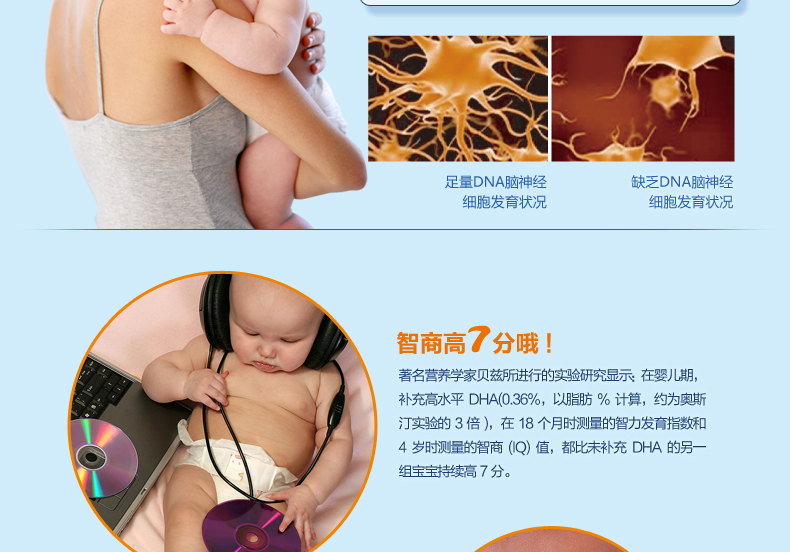 足量DNA脑神经
细胞发育状况
缺乏DNA脑神经
细胞发育状况
智商高7分哦！
著名营养学家贝兹所进行的实验研究显示; 在婴儿期，
补充高水平 DHA(0.36%，以脂肪 % 计算，约为奥斯
汀实验的 3 倍 )，在 18 个月时测量的智力发育指数和
4 岁时测量的智商 (IQ) 值，都比未补充 DHA 的另一
组宝宝持续高 7 分。